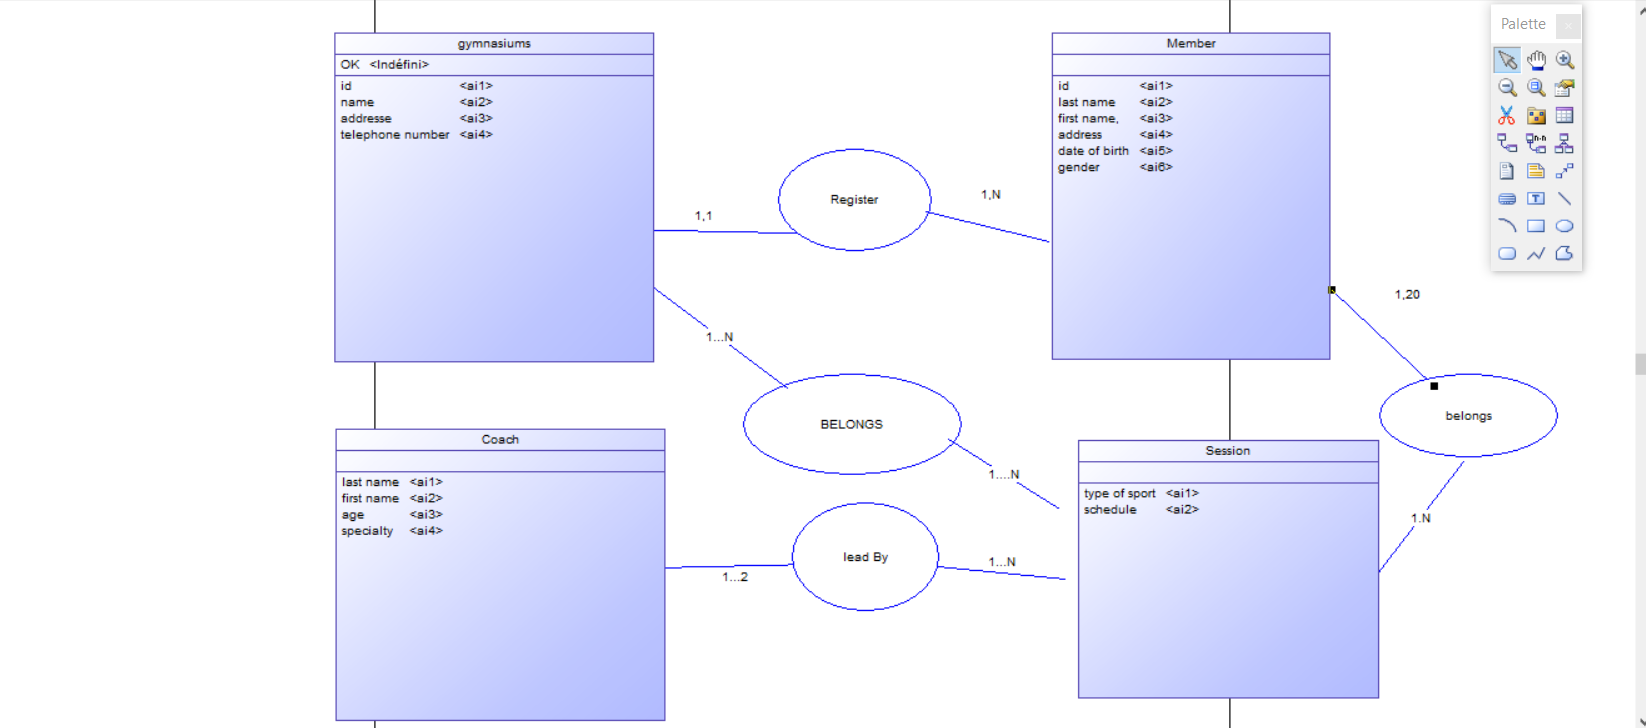 Palette
gymnasiums
OK <Indéfini>
id <ai1>
name <ai2>
addresse <ai3>
telephone number <ai4>
Member
id <ai1>
last name <ai2>
first name, <ai3>
address <ai4>
date of birth <ai5>
gender <ai6>
Register
1,1
1,N
1,20
1...N
BELONGS
belongs
1....N
1.N
Coach
last name <ai1>
first name <ai2>
age <ai3>
specialty <ai4>
Session
type of sport <ai1>
schedule <ai2>
lead By
1...2
1...N